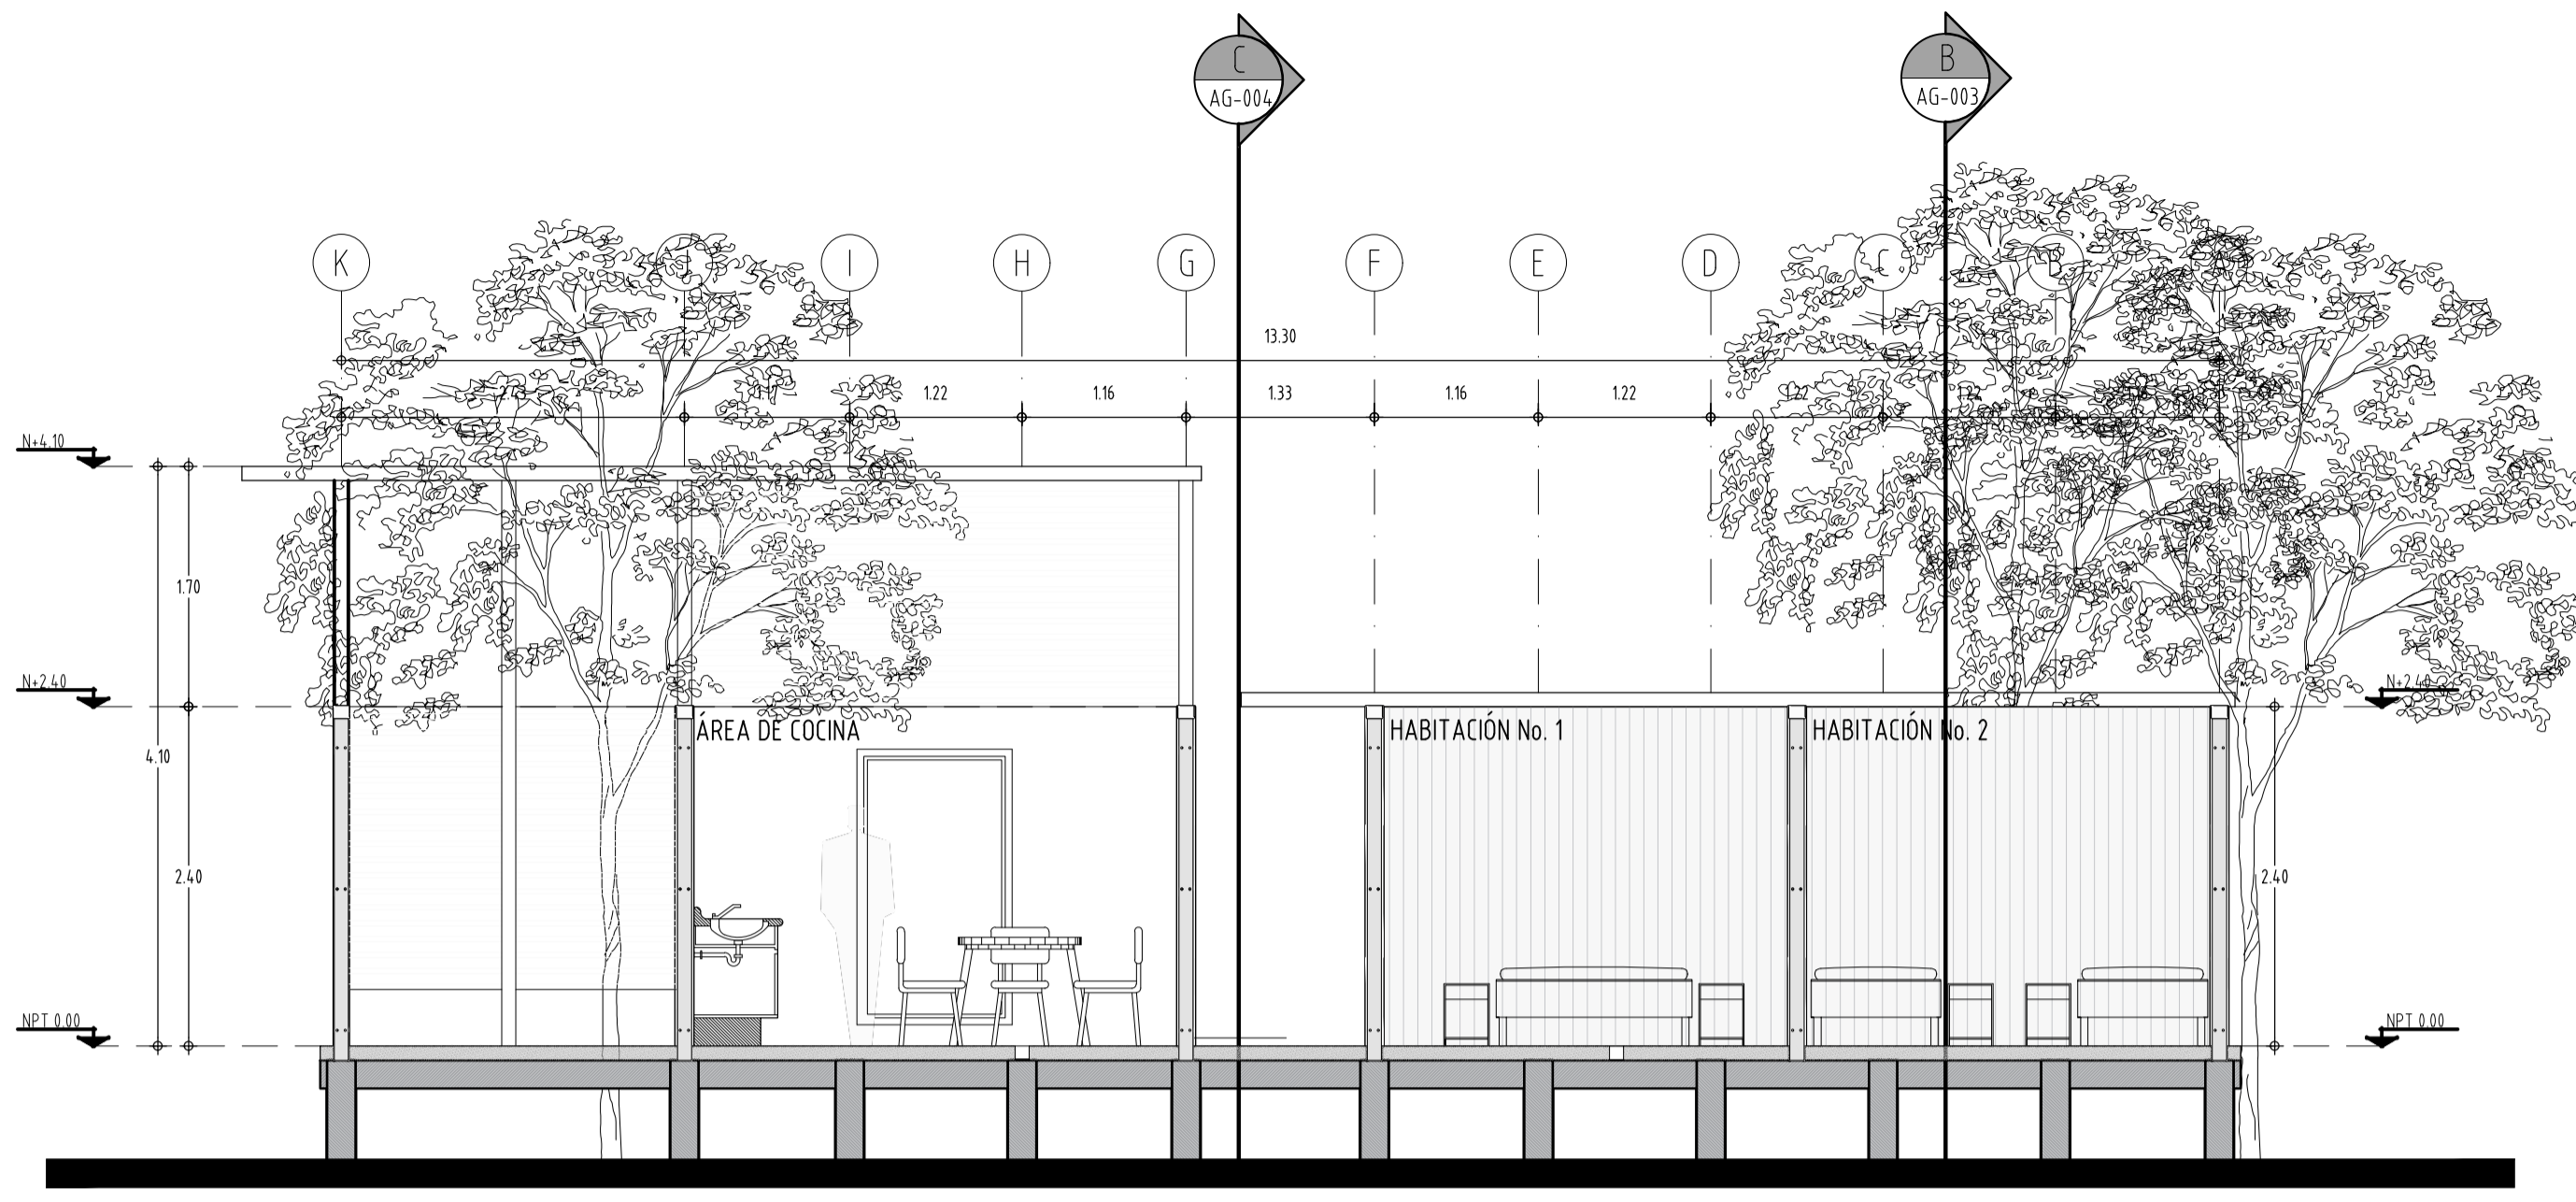 C
AG-004
B
AG-003
K
J
I
H
G
F
E
D
C
B
13.30
1.22
1.16
1.33
1.16
1.22
1.22
N+4.10
1.70
N+2.40
N+2.40
ÁREA DE COCINA
HABITACIÓN No. 1
HABITACIÓN No. 2
4.10
2.40
2.40
NPT 0.00
NPT 0.00